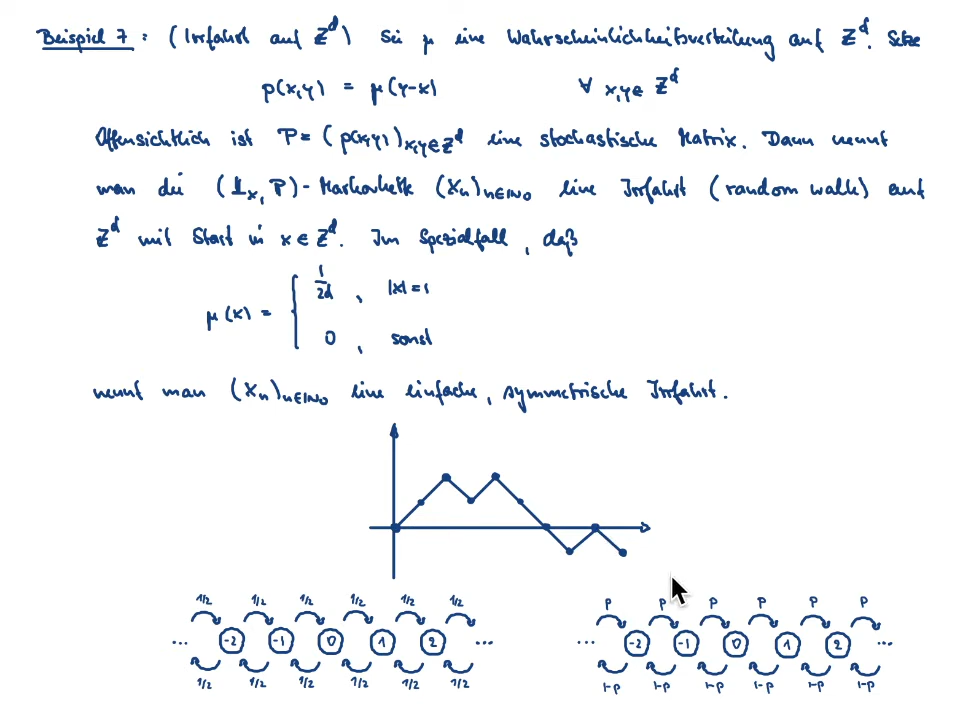 Beispiel 7 : (Irrfahrt auf ℤ^d) Sei μ eine Wahrscheinlichkeitsverteilung auf ℤ^d. Setze
p(x,y) = μ(y-x) ∀ x,y∈ ℤ^d
Offensichtlich ist P = (p(x,y))_{x,y∈ℤ^d} eine stochastische Matrix. Dann nennt
man die (𝟙_x, P)-Markovkette (X_n)_{n∈ℕ_0} eine Irrfahrt (random walk) auf
ℤ^d mit Start in x ∈ ℤ^d. Im Spezialfall, daß
1/2d , |x|=1
μ(x) = {
0 , sonst
nennt man (X_n)_{n∈ℕ_0} eine einfache, symmetrische Irrfahrt.
1/2 1/2 1/2 1/2 1/2 1/2 p p p p p p
... -2 -1 0 1 2 ... ... -2 -1 0 1 2 ...
1/2 1/2 1/2 1/2 1/2 1/2 1-p 1-p 1-p 1-p 1-p 1-p